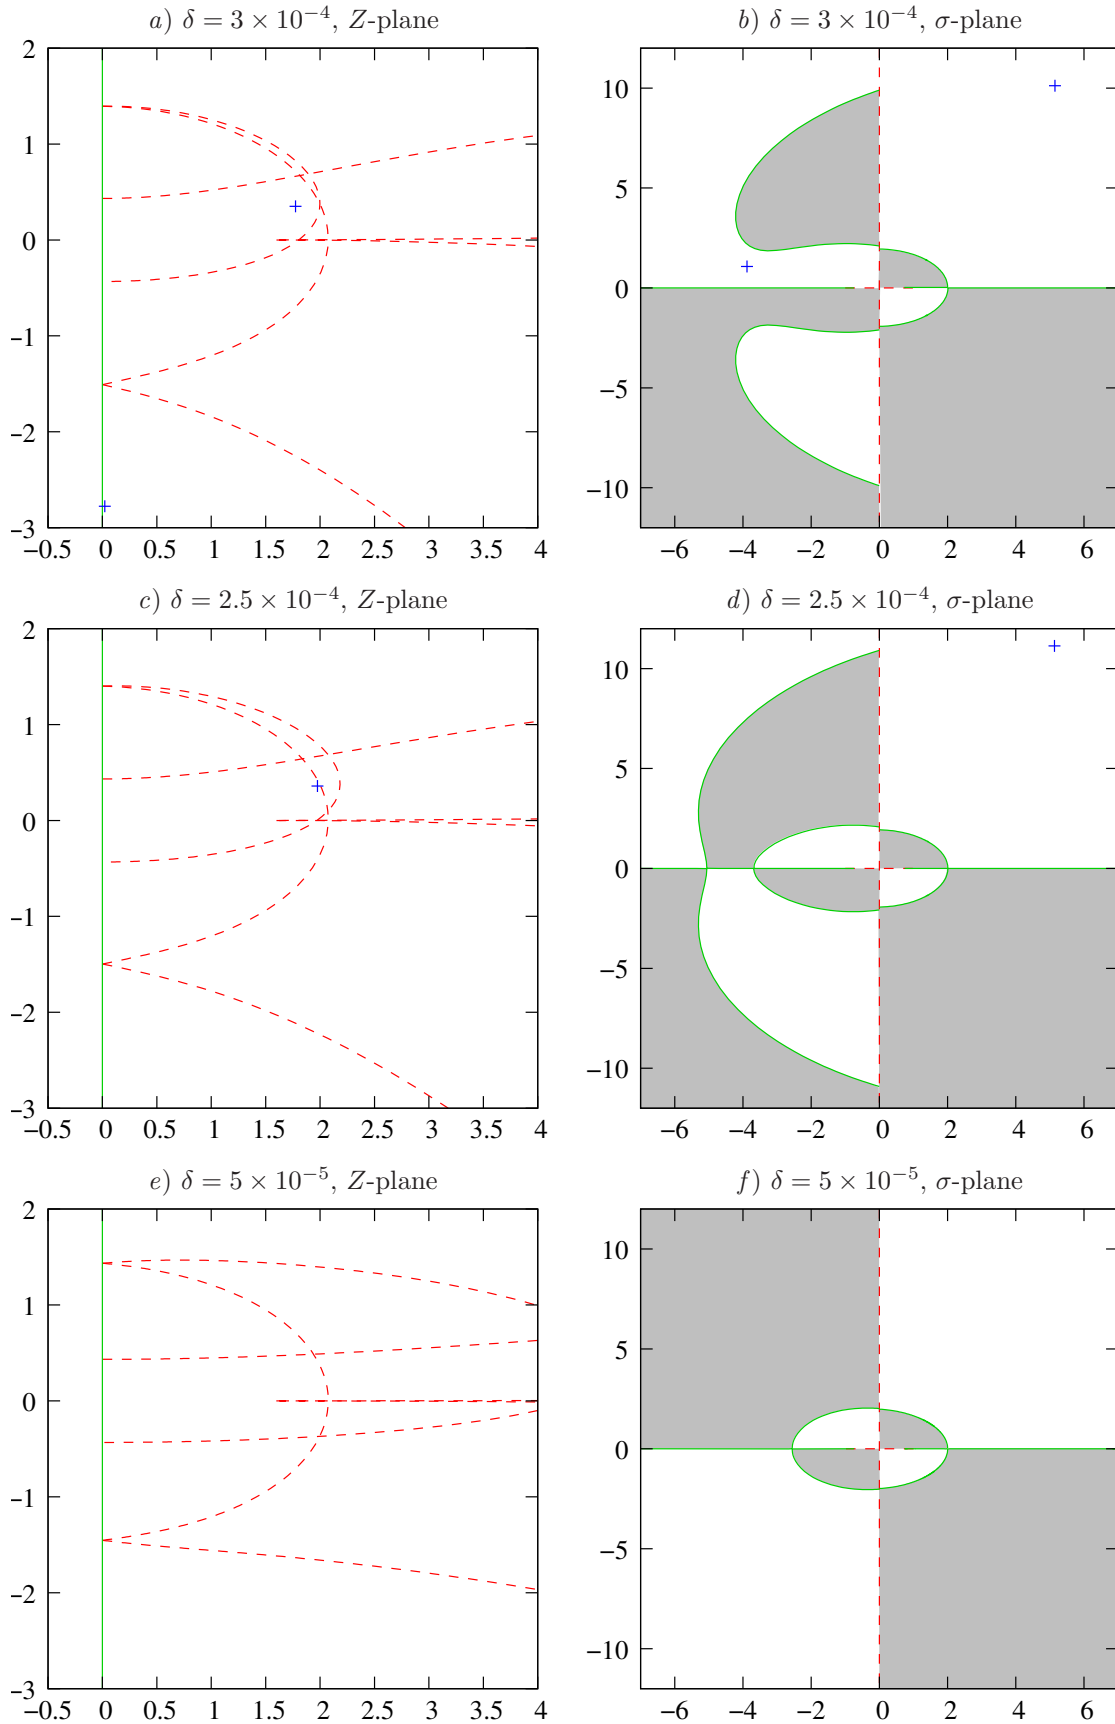 a) δ = 3 × 10⁻⁴, Z-plane
b) δ = 3 × 10⁻⁴, σ-plane
2
1
0
−1
−2
−3
−0.5 0 0.5 1 1.5 2 2.5 3 3.5 4
10
5
0
−5
−10
−6 −4 −2 0 2 4 6
c) δ = 2.5 × 10⁻⁴, Z-plane
d) δ = 2.5 × 10⁻⁴, σ-plane
2
1
0
−1
−2
−3
−0.5 0 0.5 1 1.5 2 2.5 3 3.5 4
10
5
0
−5
−10
−6 −4 −2 0 2 4 6
e) δ = 5 × 10⁻⁵, Z-plane
f) δ = 5 × 10⁻⁵, σ-plane
2
1
0
−1
−2
−3
−0.5 0 0.5 1 1.5 2 2.5 3 3.5 4
10
5
0
−5
−10
−6 −4 −2 0 2 4 6